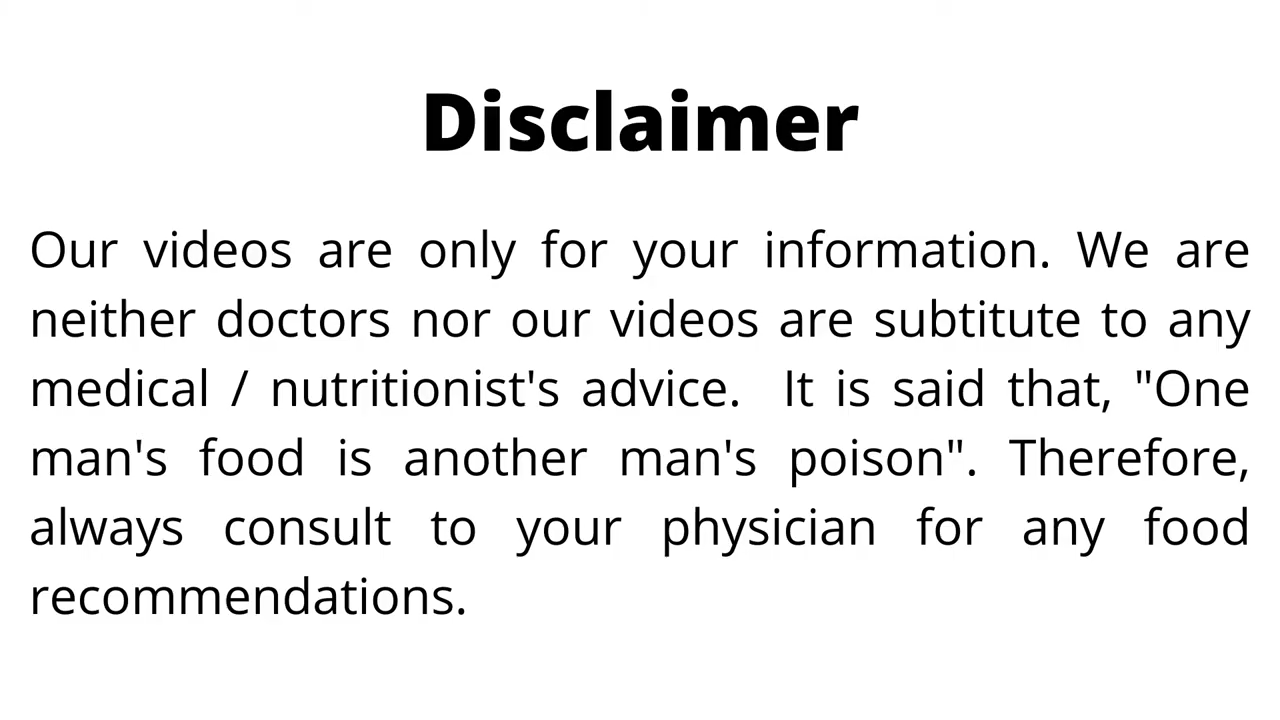 Disclaimer
Our videos are only for your information. We are
neither doctors nor our videos are subtitute to any
medical / nutritionist's advice.  It is said that, "One
man's food is another man's poison". Therefore,
always consult to your physician for any food
recommendations.